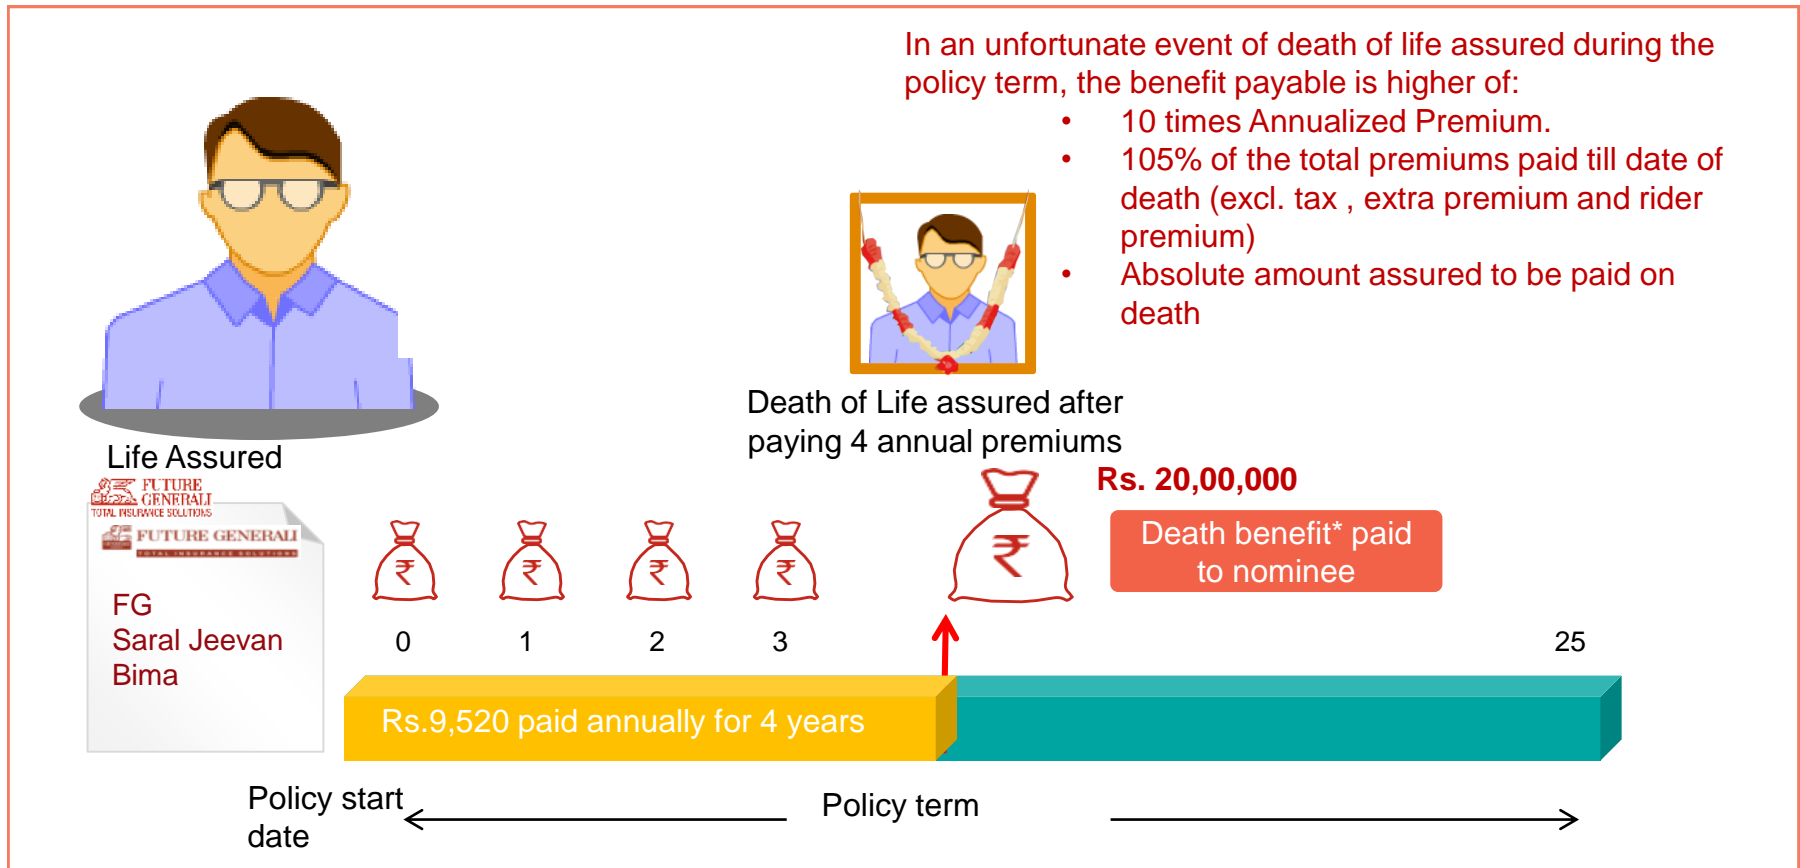 In an unfortunate event of death of life assured during the
policy term, the benefit payable is higher of:
• 10 times Annualized Premium.
• 105% of the total premiums paid till date of
death (excl. tax , extra premium and rider
premium)
• Absolute amount assured to be paid on
death
Death of Life assured after
paying 4 annual premiums
Life Assured
FUTURE
GENERALI
TOTAL INSURANCE SOLUTIONS
FUTURE GENERALI
TOTAL INSURANCE SOLUTIONS
FG
Saral Jeevan
Bima
Rs. 20,00,000
Death benefit* paid
to nominee
₹ ₹ ₹ ₹ ₹
0 1 2 3 25
Rs.9,520 paid annually for 4 years
Policy start
date
Policy term